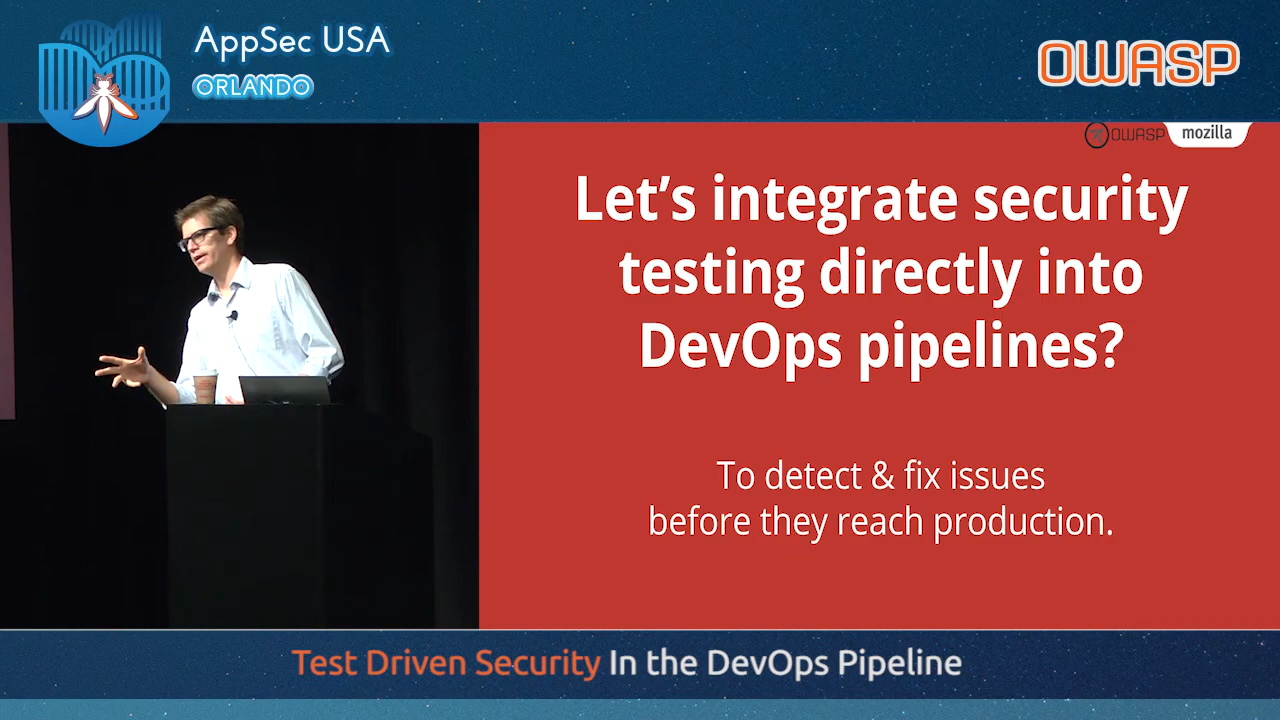 AppSec USA
ORLANDO
OWASP
OWASP mozilla
Let's integrate security
testing directly into
DevOps pipelines?
To detect & fix issues
before they reach production.
Test Driven Security In the DevOps Pipeline